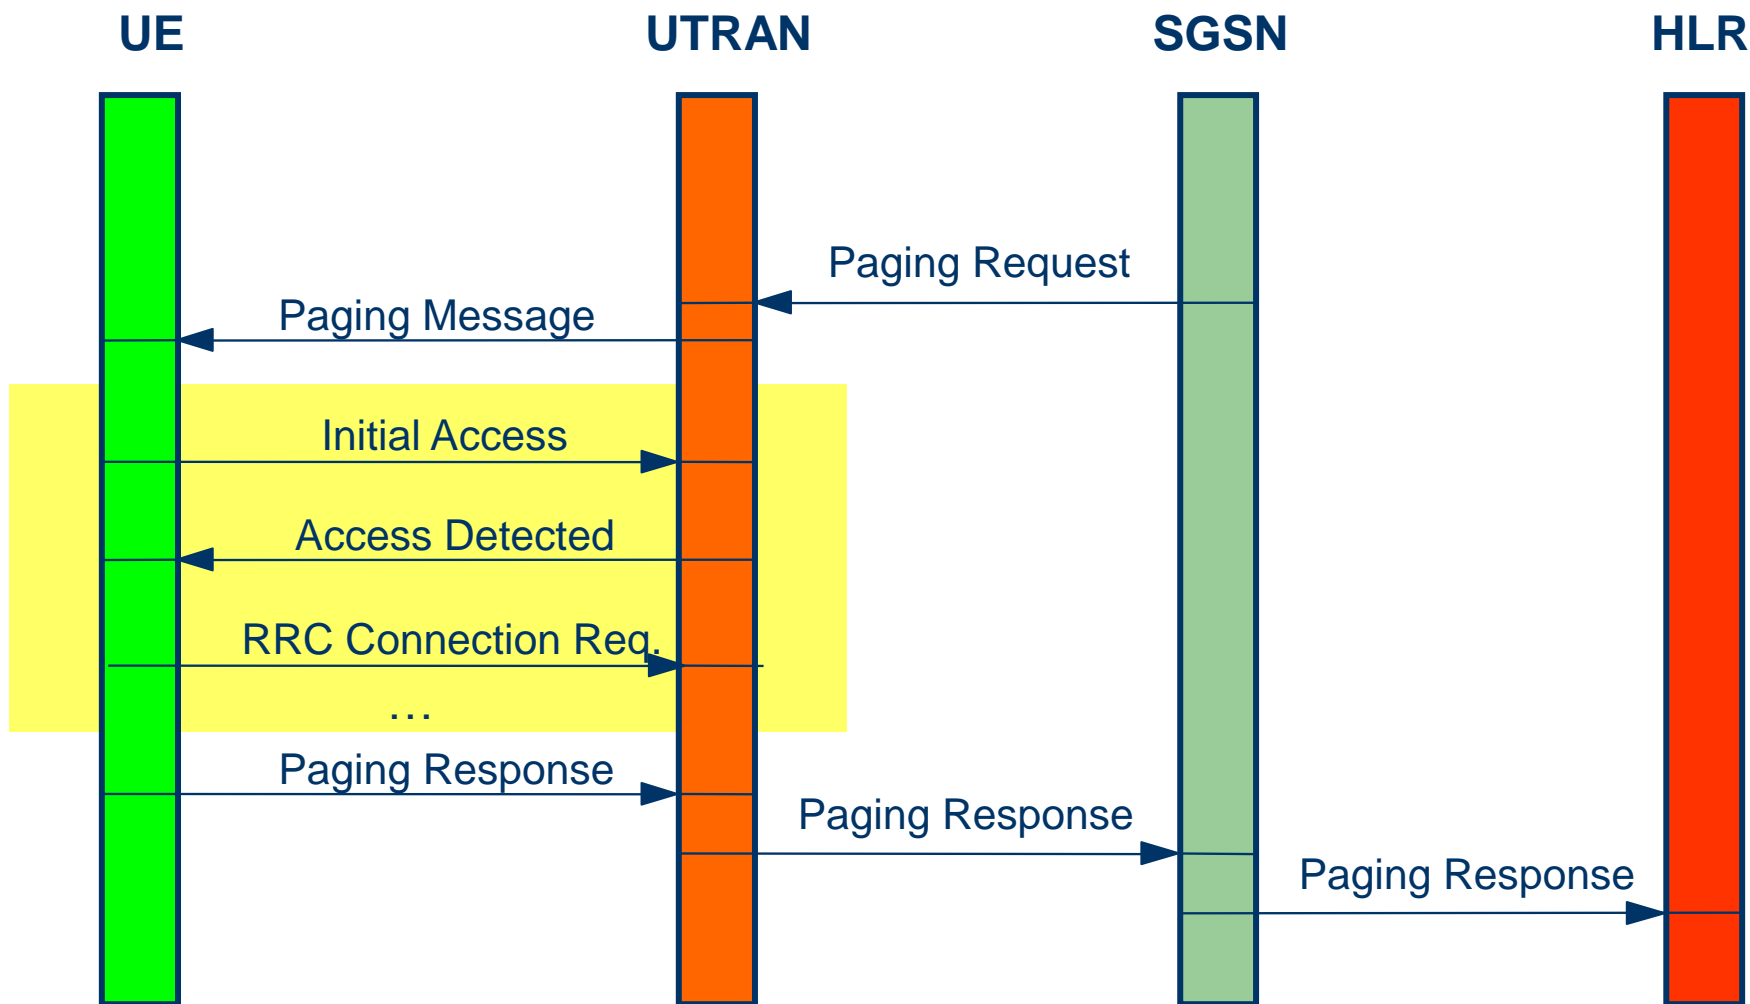 UE UTRAN SGSN HLR
Paging Request
Paging Message
Initial Access
Access Detected
RRC Connection Req.
…
Paging Response
Paging Response
Paging Response